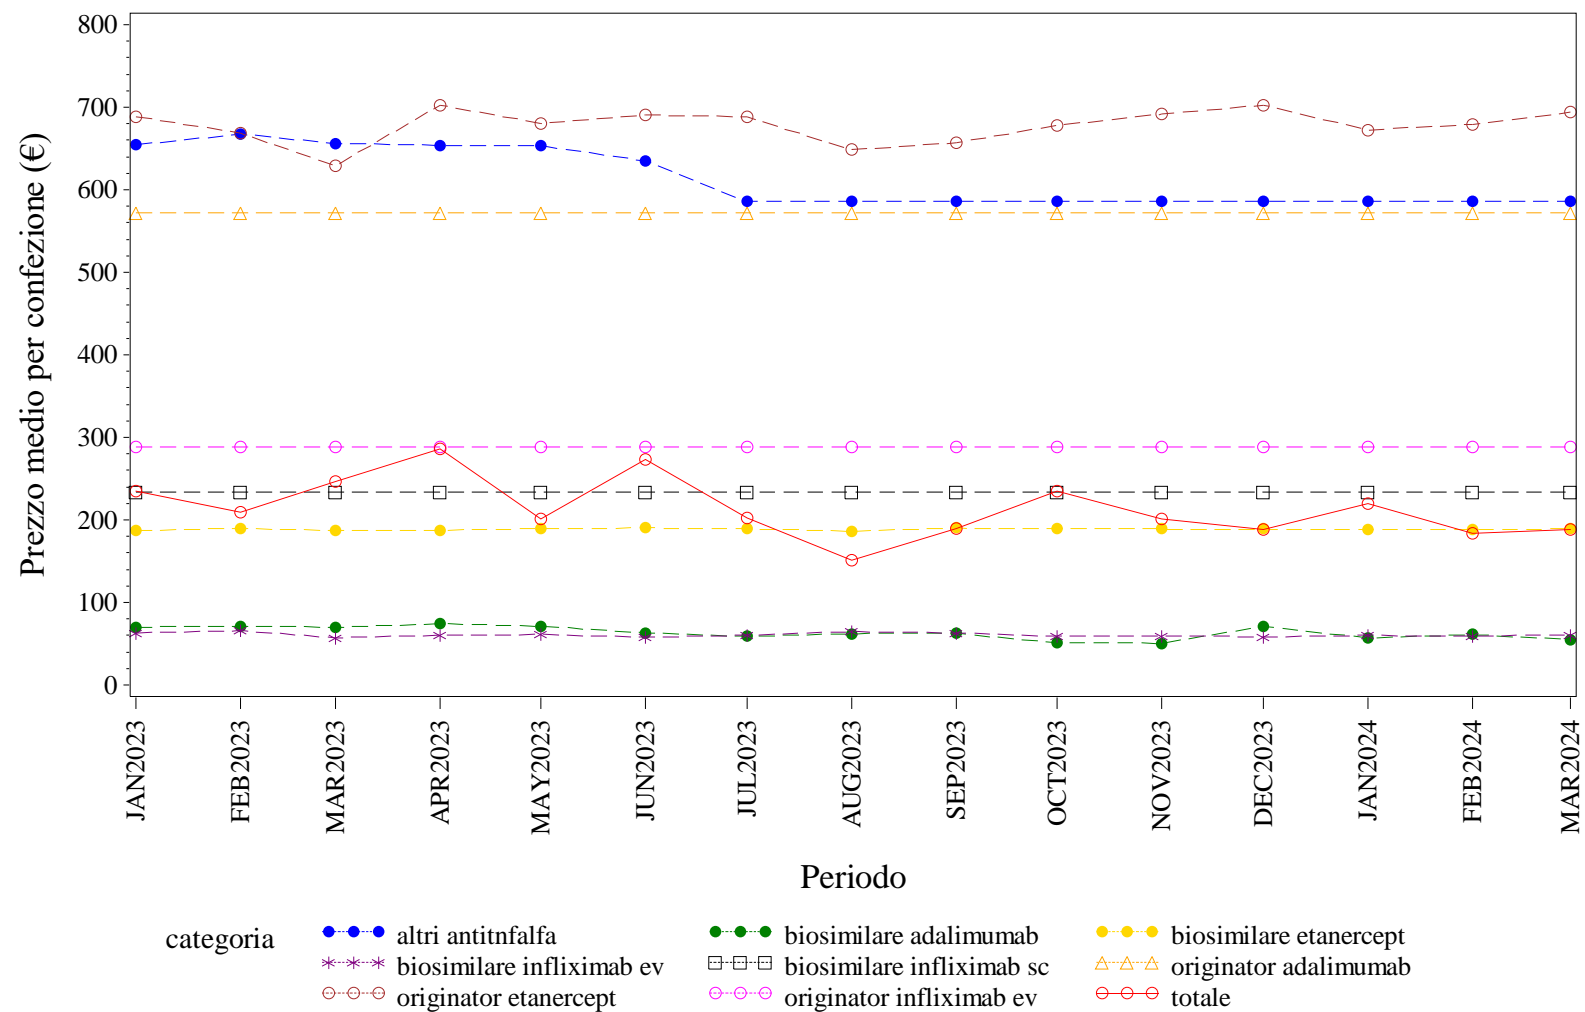 800
700
600
500
400
300
200
100
0
Prezzo medio per confezione (€)
JAN2023
FEB2023
MAR2023
APR2023
MAY2023
JUN2023
JUL2023
AUG2023
SEP2023
OCT2023
NOV2023
DEC2023
JAN2024
FEB2024
MAR2024
Periodo
categoria altri antitnfalfa biosimilare adalimumab biosimilare etanercept
biosimilare infliximab ev biosimilare infliximab sc originator adalimumab
originator etanercept originator infliximab ev totale